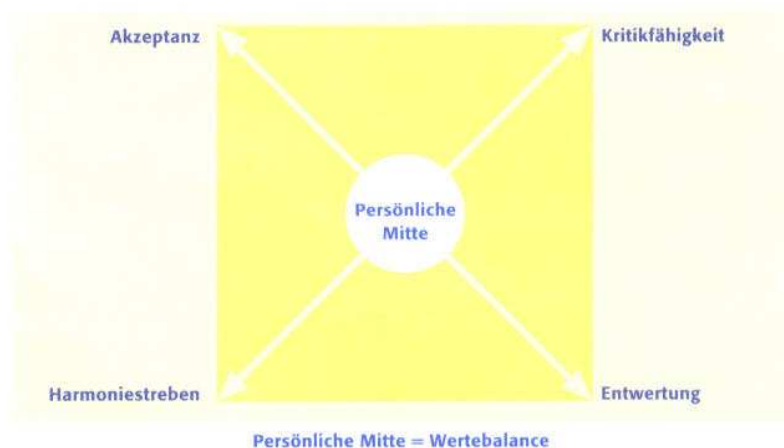 Akzeptanz
Kritikfähigkeit
Persönliche
Mitte
Harmoniestreben
Entwertung
Persönliche Mitte = Wertebalance